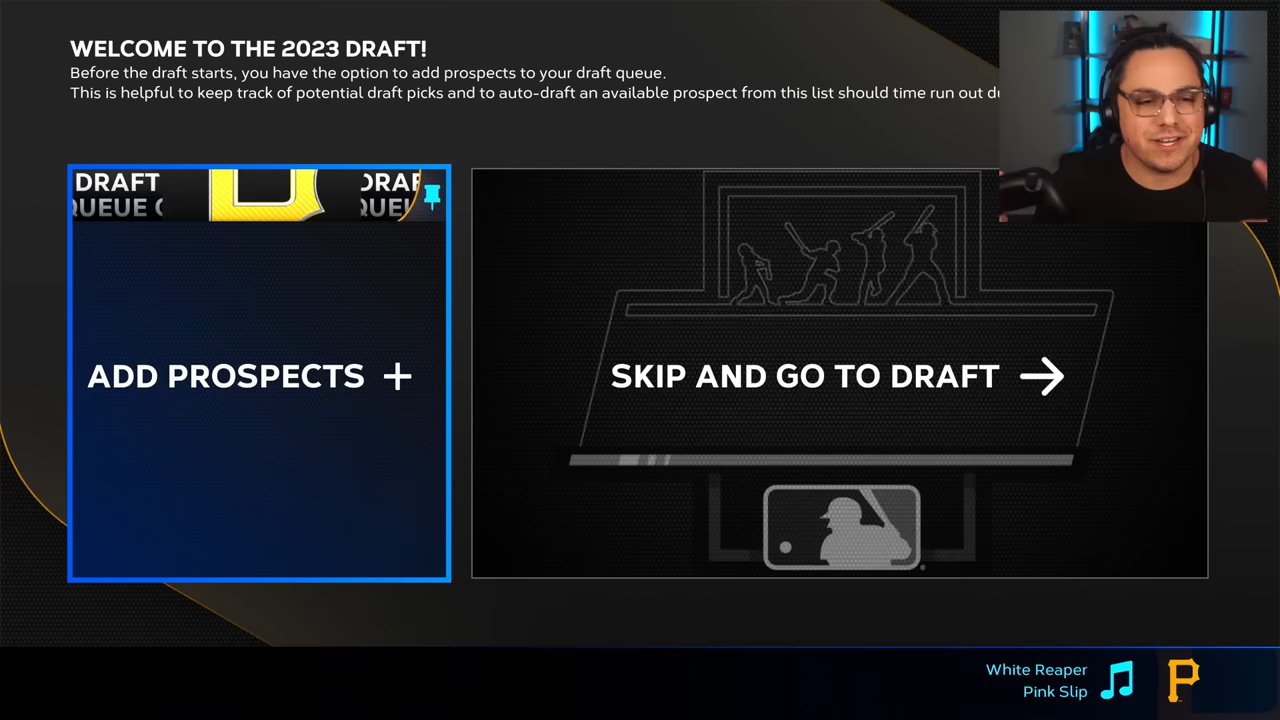 WELCOME TO THE 2023 DRAFT!
Before the draft starts, you have the option to add prospects to your draft queue.
This is helpful to keep track of potential draft picks and to auto-draft an available prospect from this list should time run out
DRAFT
QUEUE
ADD PROSPECTS +
SKIP AND GO TO DRAFT →
White Reaper
Pink Slip
P